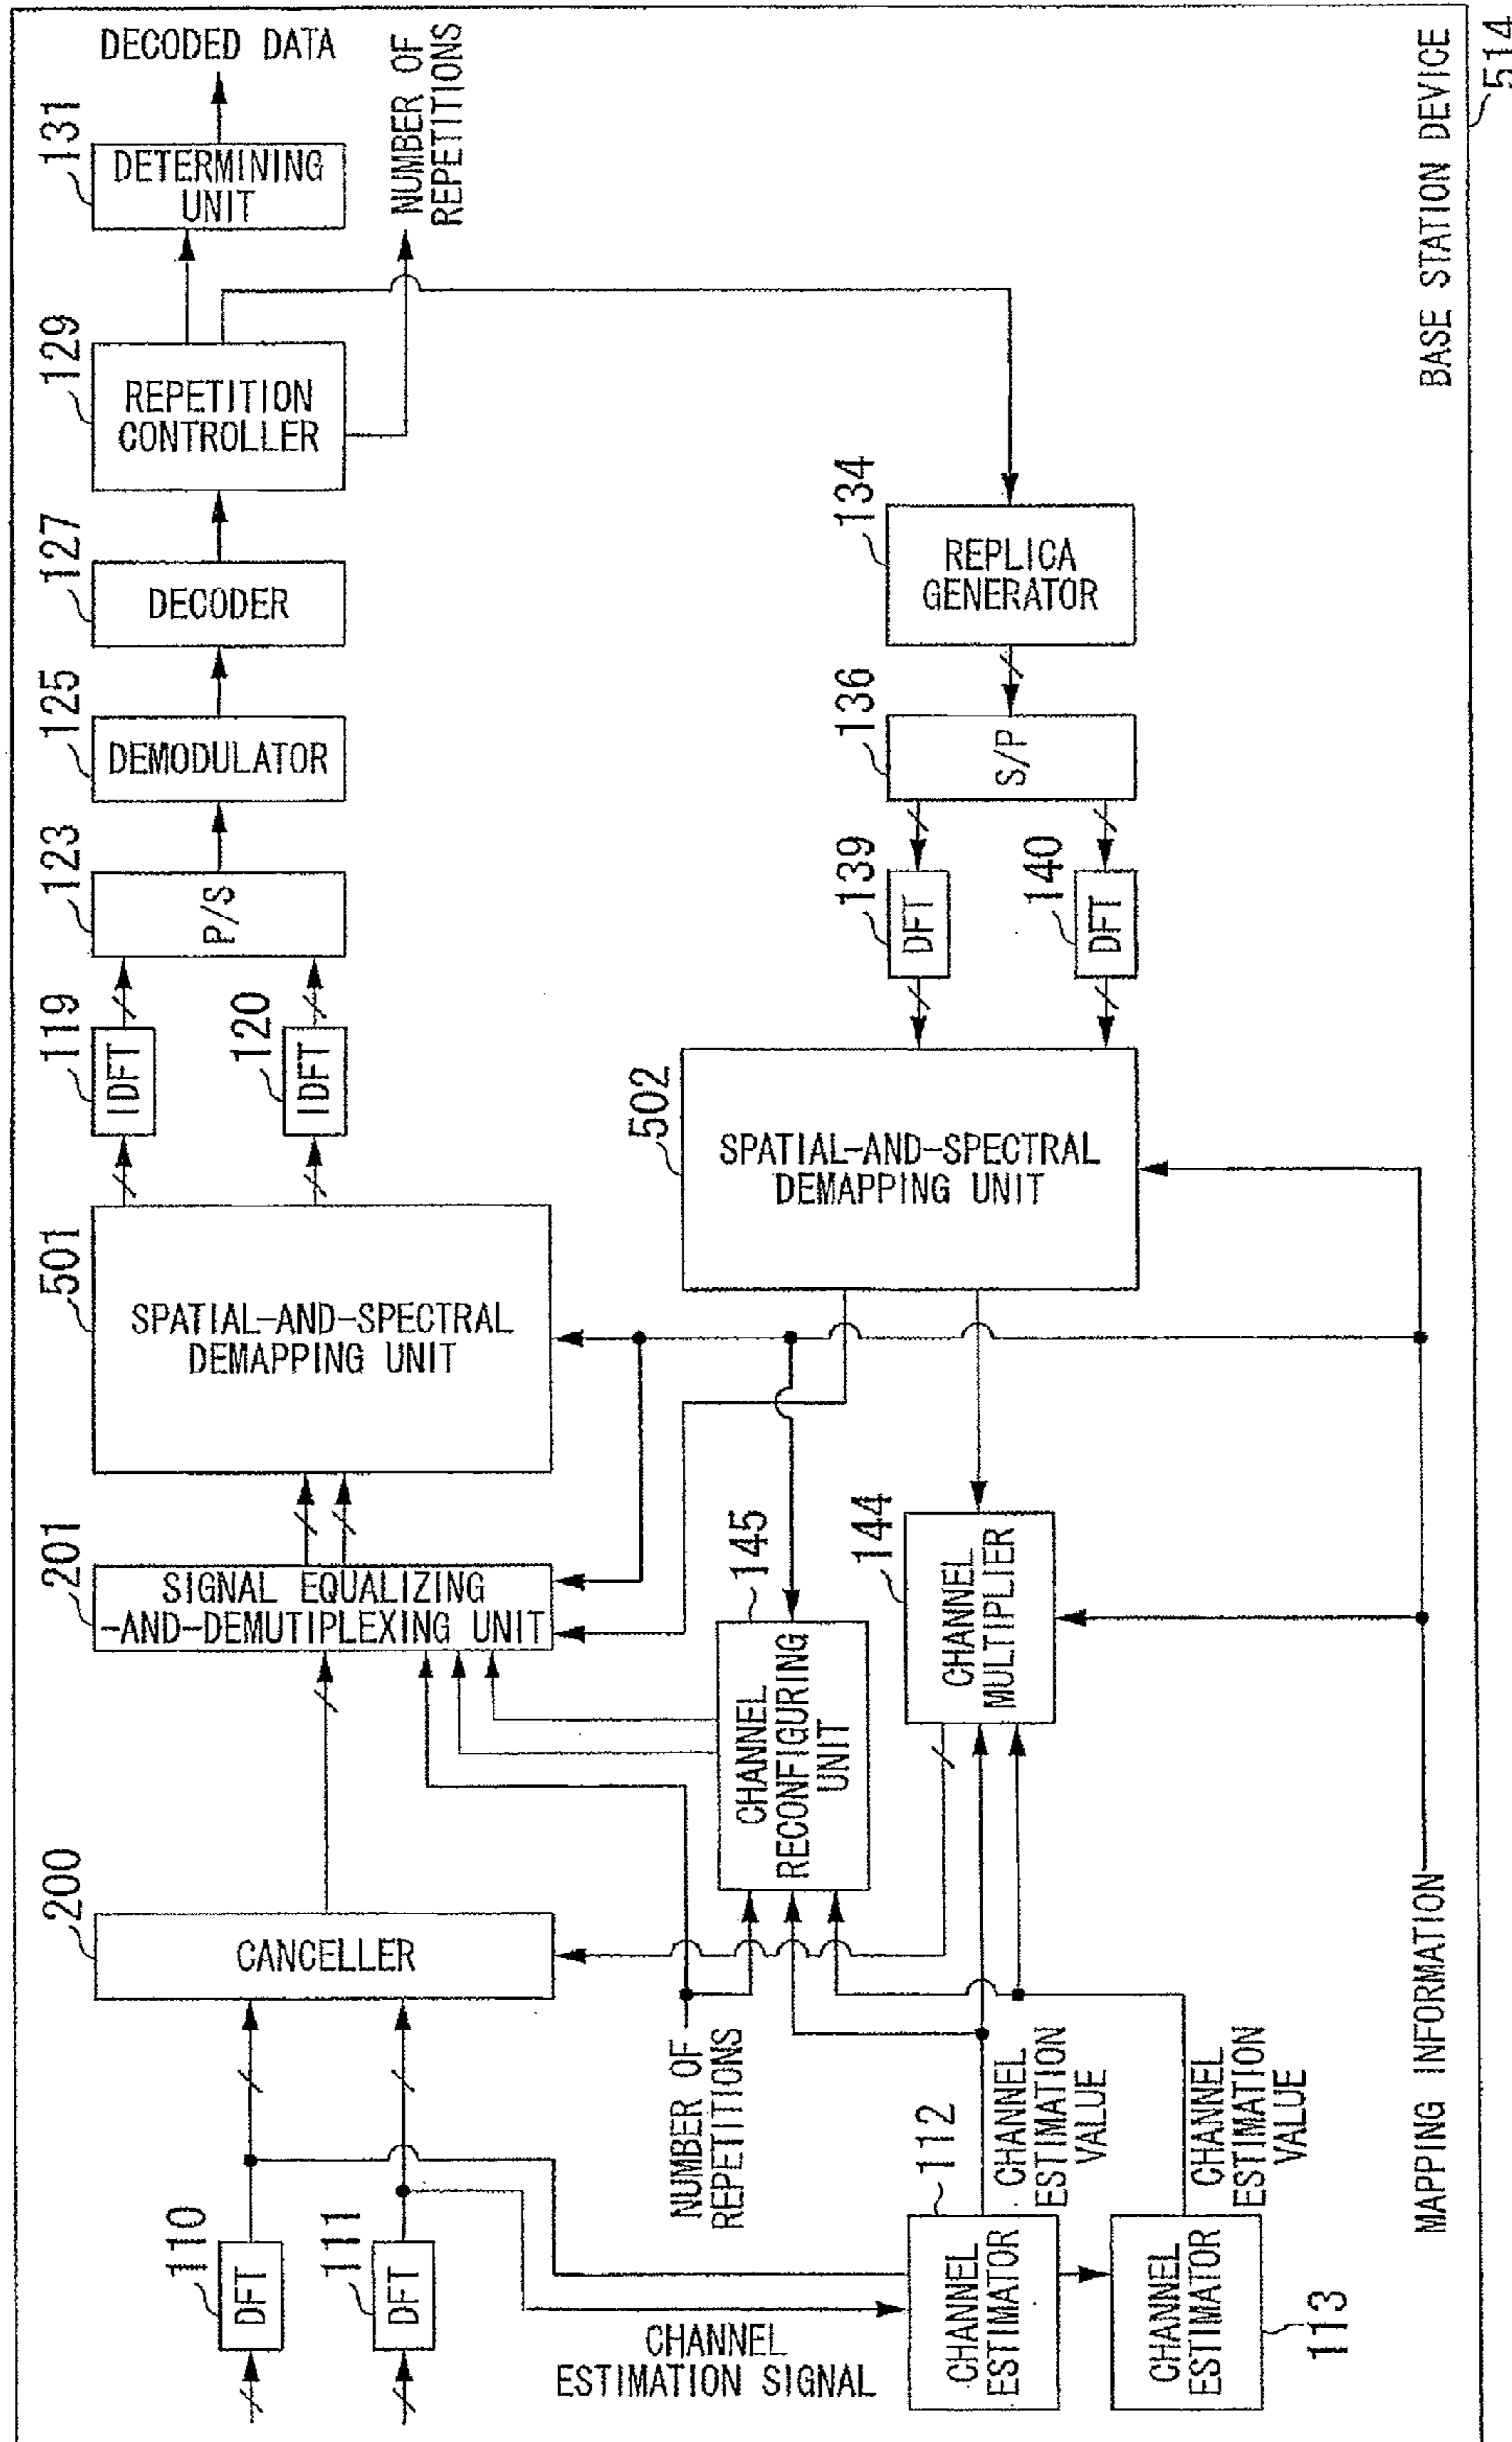 110
DFT
111
DFT
CHANNEL
ESTIMATION SIGNAL
112
CHANNEL
ESTIMATOR
CHANNEL
ESTIMATOR
113
CHANNEL
ESTIMATION
VALUE
CHANNEL
ESTIMATION
VALUE
MAPPING INFORMATION
NUMBER OF
REPETITIONS
200
CANCELLER
201
SIGNAL EQUALIZING
-AND-DEMUTIPLEXING UNIT
145
CHANNEL
RECONFIGURING
UNIT
144
CHANNEL
MULTIPLIER
501
SPATIAL-AND-SPECTRAL
DEMAPPING UNIT
502
SPATIAL-AND-SPECTRAL
DEMAPPING UNIT
119
IDFT
120
IDFT
123
P/S
125
DEMODULATOR
127
DECODER
129
REPETITION
CONTROLLER
131
DETERMINING
UNIT
DECODED DATA
NUMBER OF
REPETITIONS
134
REPLICA
GENERATOR
136
S/P
139
DFT
140
DFT
BASE STATION DEVICE
514